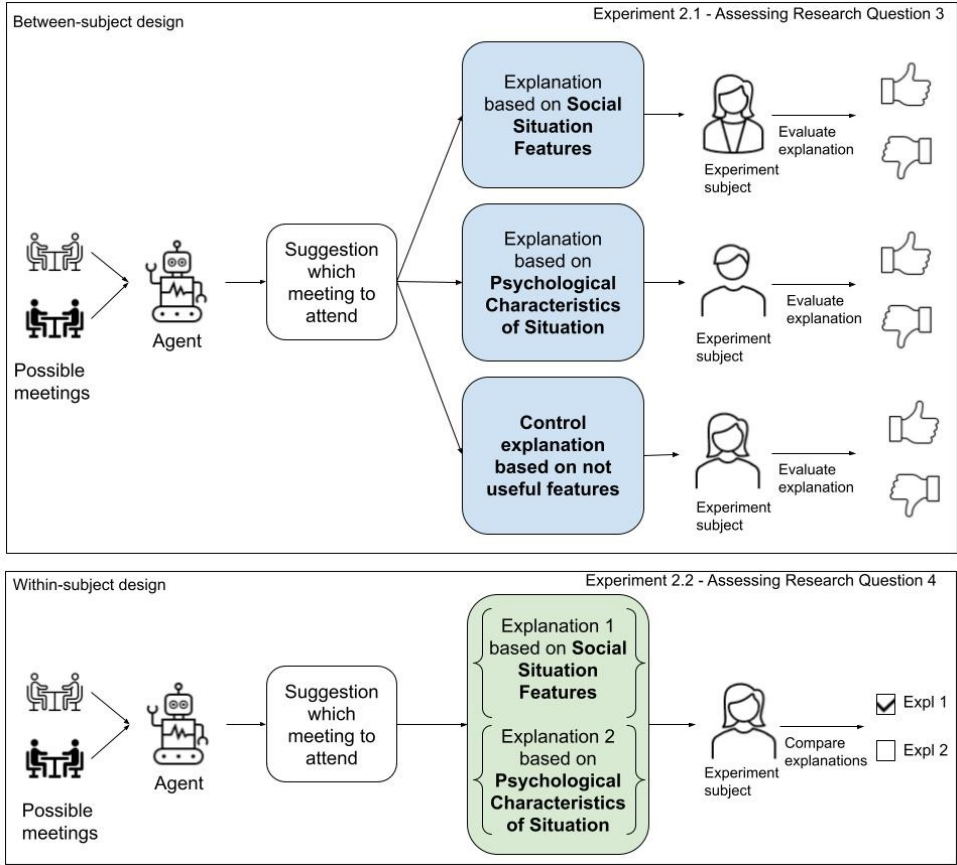 Between-subject design
Experiment 2.1 - Assessing Research Question 3
Possible
meetings
Agent
Suggestion
which
meeting to
attend
Explanation
based on Social
Situation
Features
Experiment
subject
Evaluate
explanation
Explanation
based on
Psychological
Characteristics
of Situation
Experiment
subject
Evaluate
explanation
Control
explanation
based on not
useful features
Experiment
subject
Evaluate
explanation
Within-subject design
Experiment 2.2 - Assessing Research Question 4
Possible
meetings
Agent
Suggestion
which
meeting to
attend
Explanation 1
based on Social
Situation
Features
Explanation 2
based on
Psychological
Characteristics
of Situation
Experiment
subject
Compare
explanations
Expl 1
Expl 2